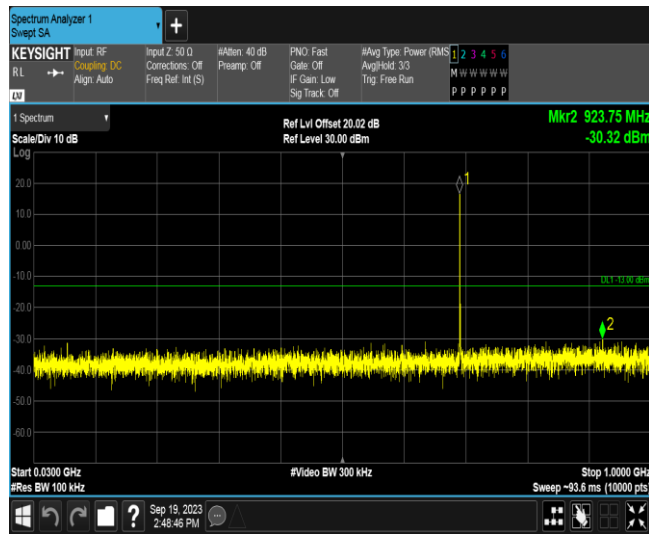 Spectrum Analyzer 1
Swept SA
+
KEYSIGHT
RL
LXI
Input: RF
Coupling: DC
Align: Auto
Input Z: 50 Ω
Corrections: Off
Freq Ref: Int (S)
#Atten: 40 dB
Preamp: Off
PNO: Fast
Gate: Off
IF Gain: Low
Sig Track: Off
#Avg Type: Power (RMS
Avg|Hold: 3/3
Trig: Free Run
1 2 3 4 5 6
M W W W W W
P P P P P P
1 Spectrum
Scale/Div 10 dB
Log
Ref Lvl Offset 20.02 dB
Ref Level 30.00 dBm
Mkr2 923.75 MHz
-30.32 dBm
1
20.0
10.0
0.00
-10.0
DL1 -13.00 dBm
-20.0
2
-30.0
-40.0
-50.0
-60.0
Start 0.0300 GHz
#Video BW 300 kHz
Stop 1.0000 GHz
#Res BW 100 kHz
Sweep ~93.6 ms (10000 pts)
?
Sep 19, 2023
2:48:46 PM